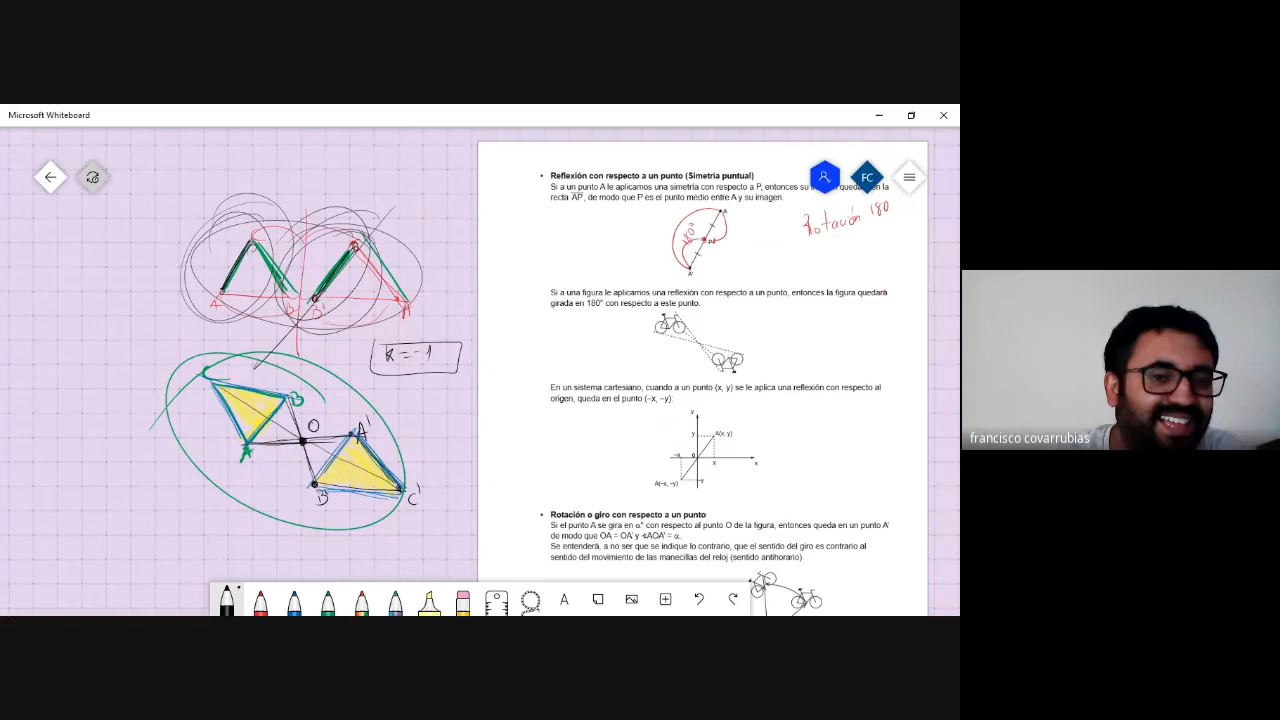 Microsoft Whiteboard
FC
• Reflexión con respecto a un punto (Simetría puntual)
Si a un punto A le aplicamos una simetría con respecto a P, entonces su en la
recta AP, de modo que P es el punto medio entre A y su imagen.
Rotación 180
180°
A
A'
Si a una figura le aplicamos una reflexión con respecto a un punto, entonces la figura quedará
girada en 180° con respecto a este punto.
En un sistema cartesiano, cuando a un punto (x, y) se le aplica una reflexión con respecto al
origen, queda en el punto (–x, –y):
y
y
A(x, y)
–x
0
x
x
A(–x, –y)
–y
• Rotación o giro con respecto a un punto
Si el punto A se gira en α° con respecto al punto O de la figura, entonces queda en un punto A'
de modo que OA = OA' y ∢AOA' = α.
Se entenderá, a no ser que se indique lo contrario, que el sentido del giro es contrario al
sentido del movimiento de las manecillas del reloj (sentido antihorario).
A
B
B'
A'
K = -1
C
B
O
A'
A
B'
C'
A
francisco covarrubias